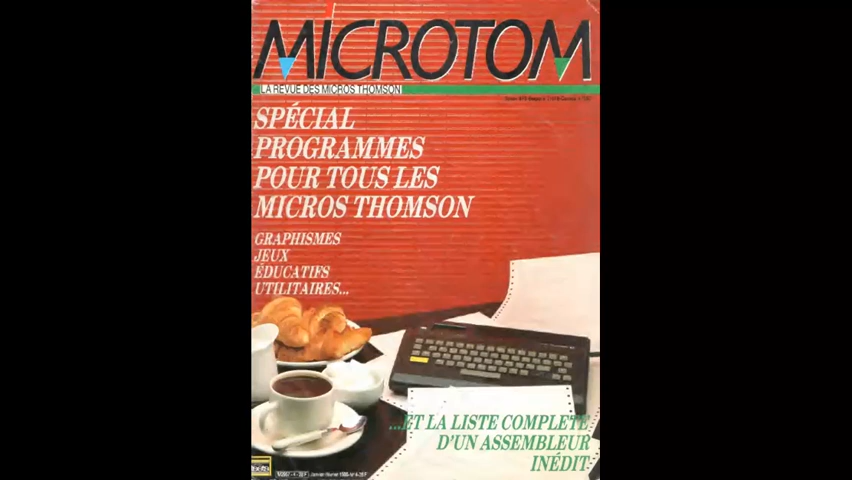 MICROTOM
LA REVUE DES MICROS THOMSON
SPÉCIAL
PROGRAMMES
POUR TOUS LES
MICROS THOMSON
GRAPHISMES
JEUX
ÉDUCATIFS
UTILITAIRES...
...ET LA LISTE COMPLETE
D'UN ASSEMBLEUR
INÉDIT